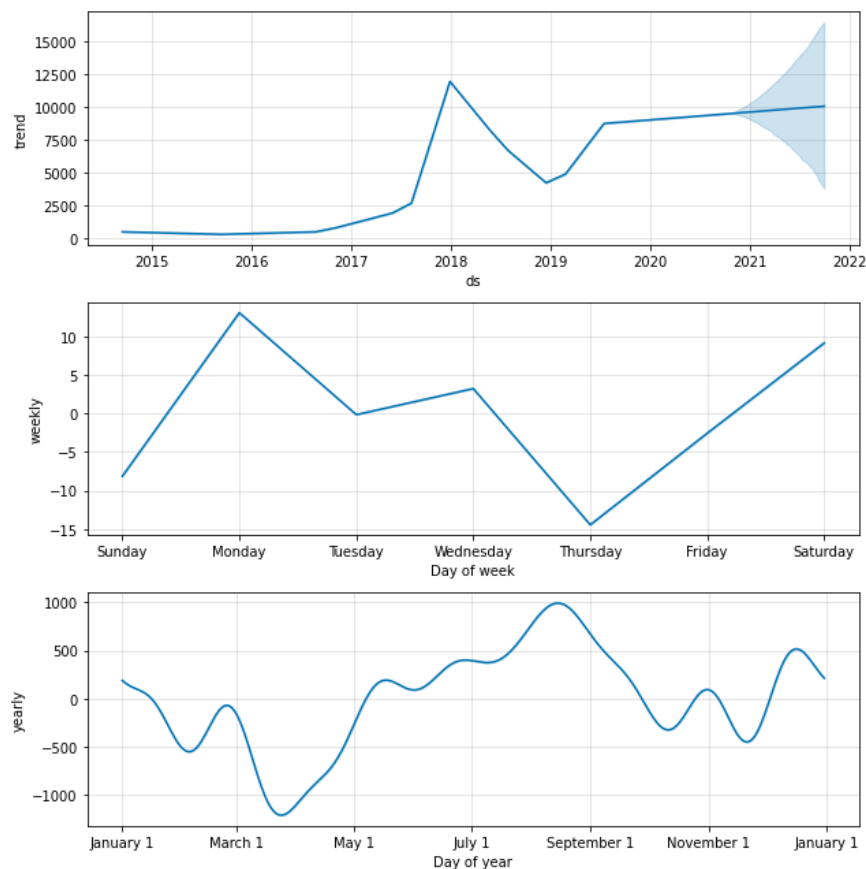 trend
15000
12500
10000
7500
5000
2500
0
2015 2016 2017 2018 2019 2020 2021 2022
ds
weekly
10
5
0
−5
−10
−15
Sunday Monday Tuesday Wednesday Thursday Friday Saturday
Day of week
yearly
1000
500
0
−500
−1000
January 1 March 1 May 1 July 1 September 1 November 1 January 1
Day of year